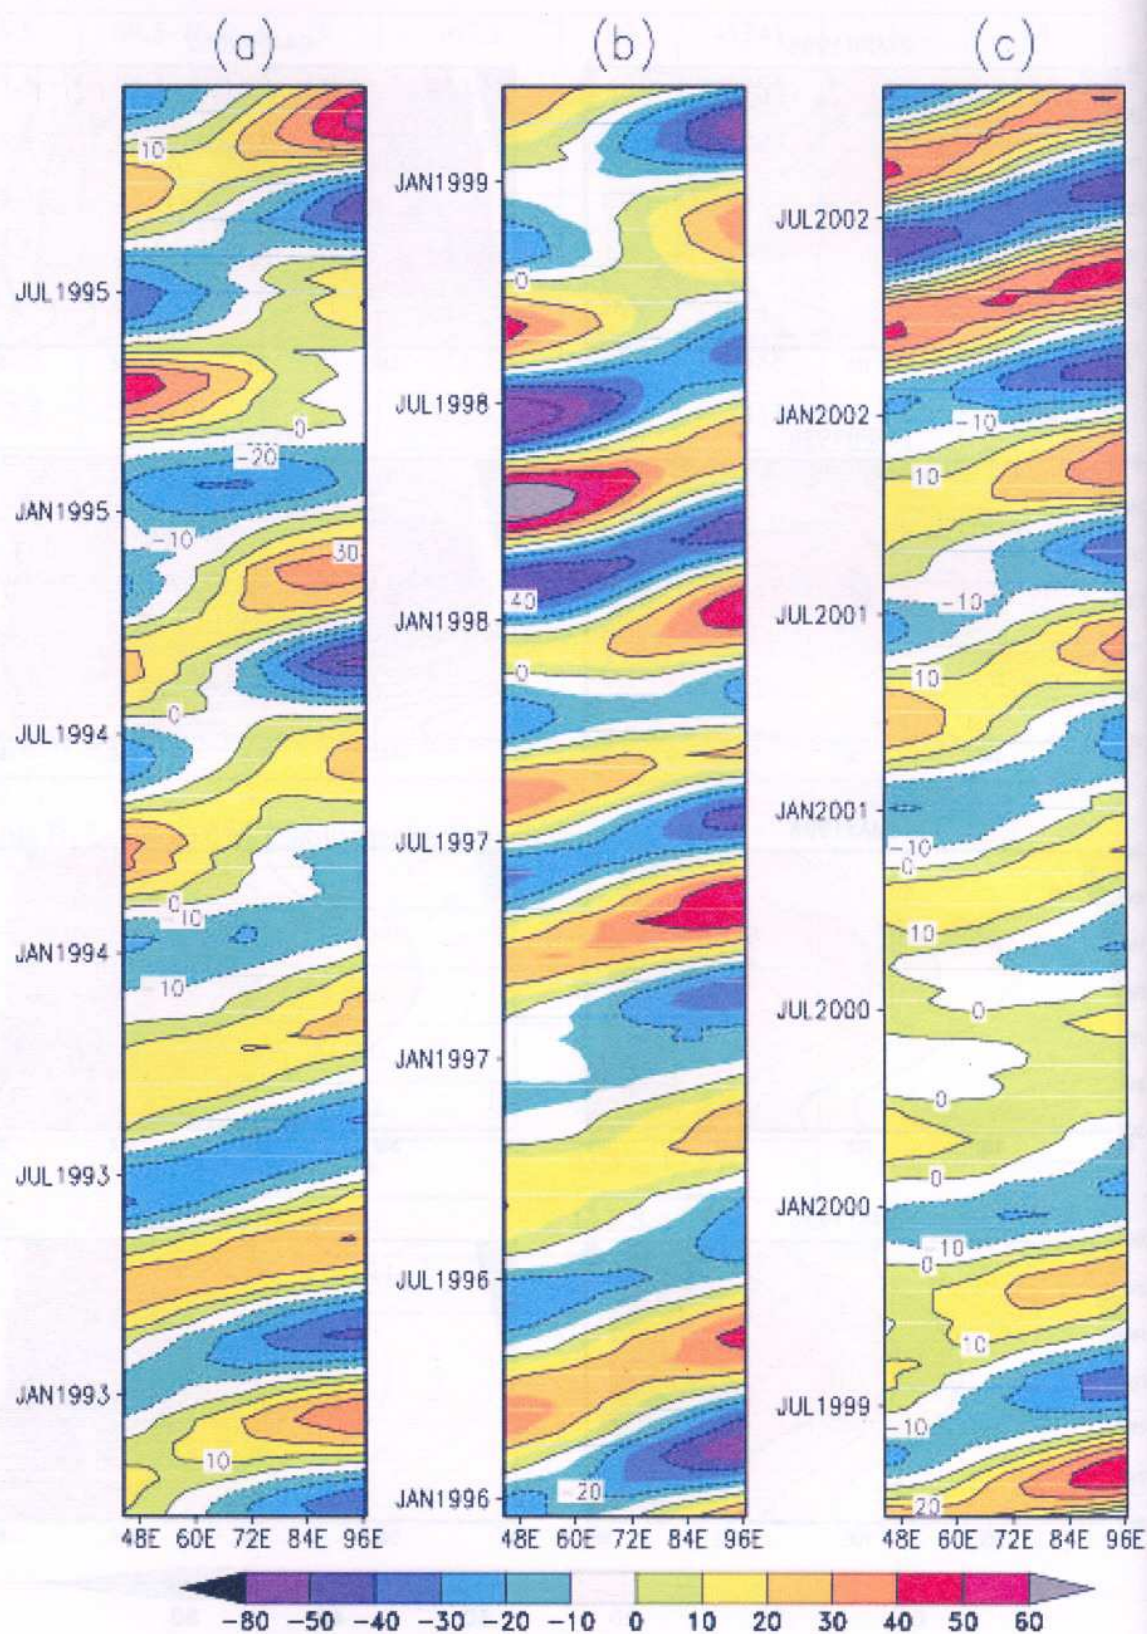 (a)
(b)
(c)
10
JUL1995
0
-20
JAN1995
-10
30
0
JUL1994
0
-10
JAN1994
-10
JUL1993
JAN1993
10
48E 60E 72E 84E 96E
JAN1999
0
JUL1998
-40
JAN1998
0
JUL1997
JAN1997
JUL1996
JAN1996
-20
48E 60E 72E 84E 96E
JUL2002
JAN2002
-10
10
JUL2001
-10
10
JAN2001
-10
0
10
JUL2000
0
0
0
JAN2000
-10
0
10
JUL1999
-10
20
48E 60E 72E 84E 96E
-80 -50 -40 -30 -20 -10 0 10 20 30 40 50 60